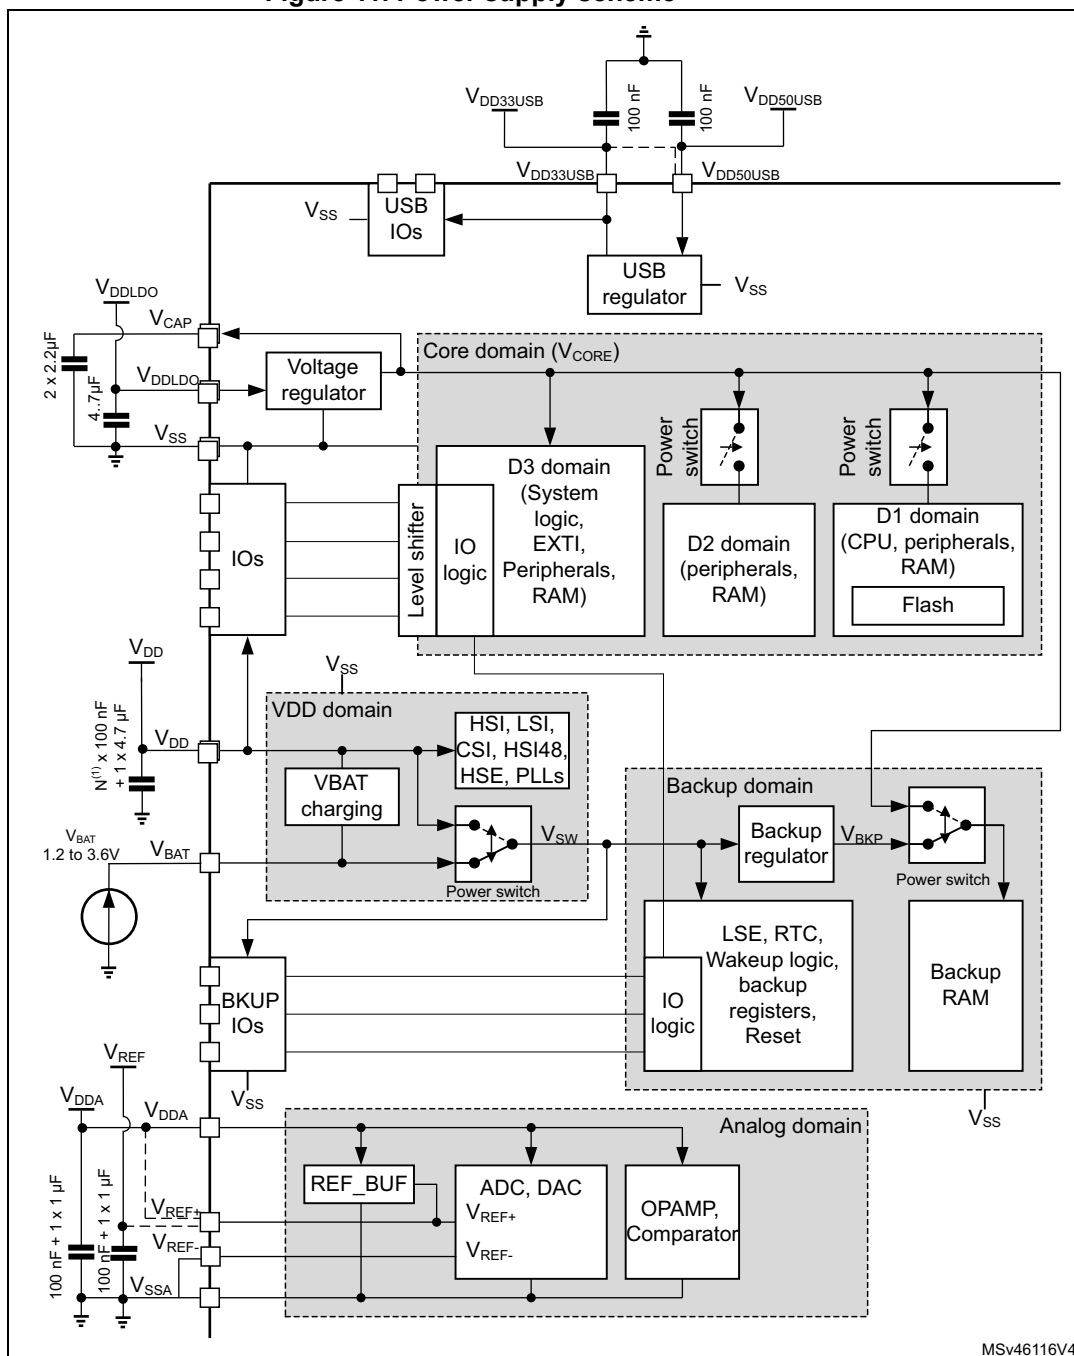 VDD33USB
100 nF
100 nF
VDD50USB
VDD33USB
VDD50USB
VSS
USB
IOs
USB
regulator
VSS
VDDLDO
VCAP
2 x 2.2µF
VDDLDO
4..7µF
VSS
Voltage
regulator
Core domain (VCORE)
Power
switch
Power
switch
D3 domain
(System
logic,
EXTI,
Peripherals,
RAM)
Level shifter
IO
logic
IOs
D2 domain
(peripherals,
RAM)
D1 domain
(CPU, peripherals,
RAM)
Flash
VDD
VSS
VDD domain
N(1) x 100 nF
+ 1 x 4.7 µF
VDD
HSI, LSI,
CSI, HSI48,
HSE, PLLs
VBAT
charging
VBAT
1.2 to 3.6V
VBAT
Power switch
VSW
Backup domain
Backup
regulator
VBKP
Power switch
LSE, RTC,
Wakeup logic,
backup
registers,
Reset
IO
logic
Backup
RAM
BKUP
IOs
VSS
VSS
VREF
VDDA
VDDA
Analog domain
100 nF + 1 x 1 µF
100 nF + 1 x 1 µF
VREF+
VREF-
VSSA
REF_BUF
ADC, DAC
VREF+
VREF-
OPAMP,
Comparator
MSv46116V4